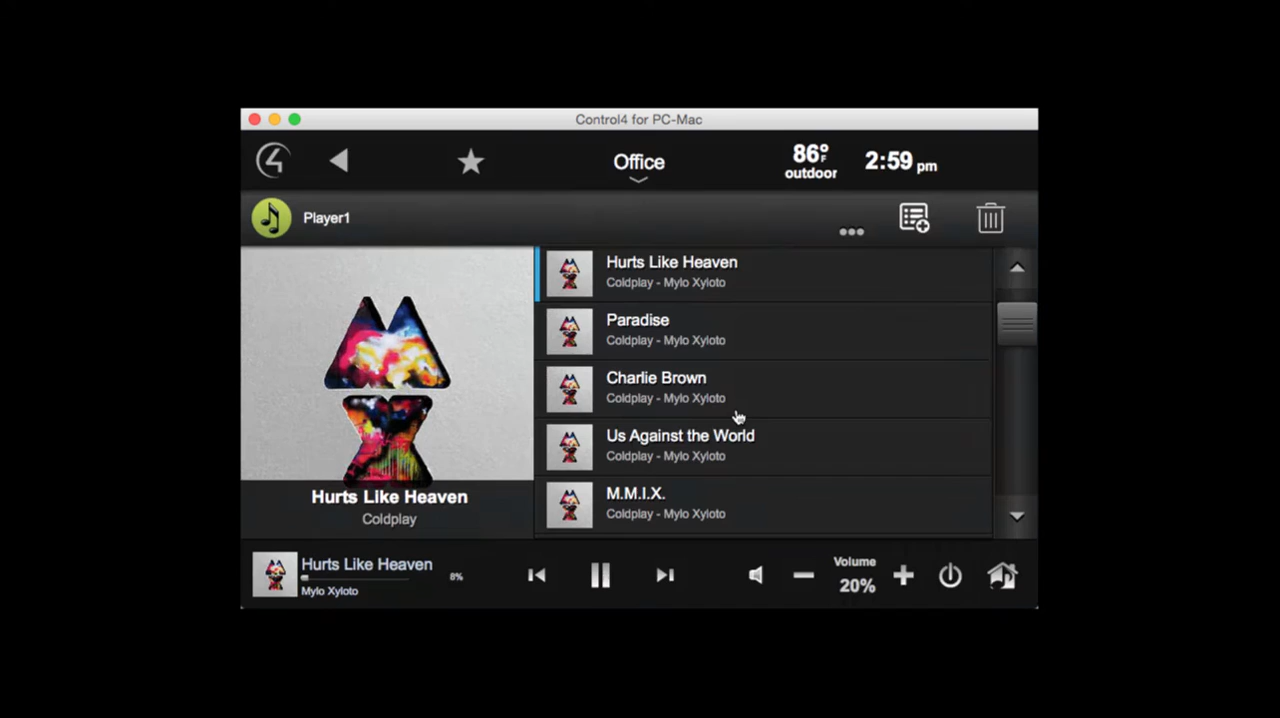 Control4 for PC-Mac
Office
86°F
outdoor
2:59 pm
Player1
Hurts Like Heaven
Coldplay - Mylo Xyloto
Paradise
Coldplay - Mylo Xyloto
Charlie Brown
Coldplay - Mylo Xyloto
Us Against the World
Coldplay - Mylo Xyloto
M.M.I.X.
Coldplay - Mylo Xyloto
Hurts Like Heaven
Coldplay
Hurts Like Heaven
8%
Mylo Xyloto
Volume
20%